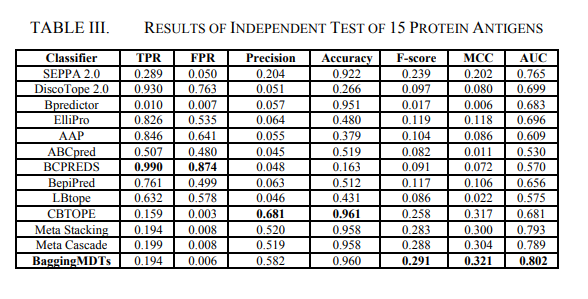 TABLE III. RESULTS OF INDEPENDENT TEST OF 15 PROTEIN ANTIGENS
Classifier TPR FPR Precision Accuracy F-score MCC AUC
SEPPA 2.0 0.289 0.050 0.204 0.922 0.239 0.202 0.765
DiscoTope 2.0 0.930 0.763 0.051 0.266 0.097 0.080 0.699
Bpredictor 0.010 0.007 0.057 0.951 0.017 0.006 0.683
ElliPro 0.826 0.535 0.064 0.480 0.119 0.118 0.696
AAP 0.846 0.641 0.055 0.379 0.104 0.086 0.609
ABCpred 0.507 0.480 0.045 0.519 0.082 0.011 0.530
BCPREDS 0.990 0.874 0.048 0.163 0.091 0.072 0.570
BepiPred 0.761 0.499 0.063 0.512 0.117 0.106 0.656
LBtope 0.632 0.578 0.046 0.431 0.086 0.022 0.575
CBTOPE 0.159 0.003 0.681 0.961 0.258 0.317 0.681
Meta Stacking 0.194 0.008 0.520 0.958 0.283 0.300 0.793
Meta Cascade 0.199 0.008 0.519 0.958 0.288 0.304 0.789
BaggingMDTs 0.194 0.006 0.582 0.960 0.291 0.321 0.802